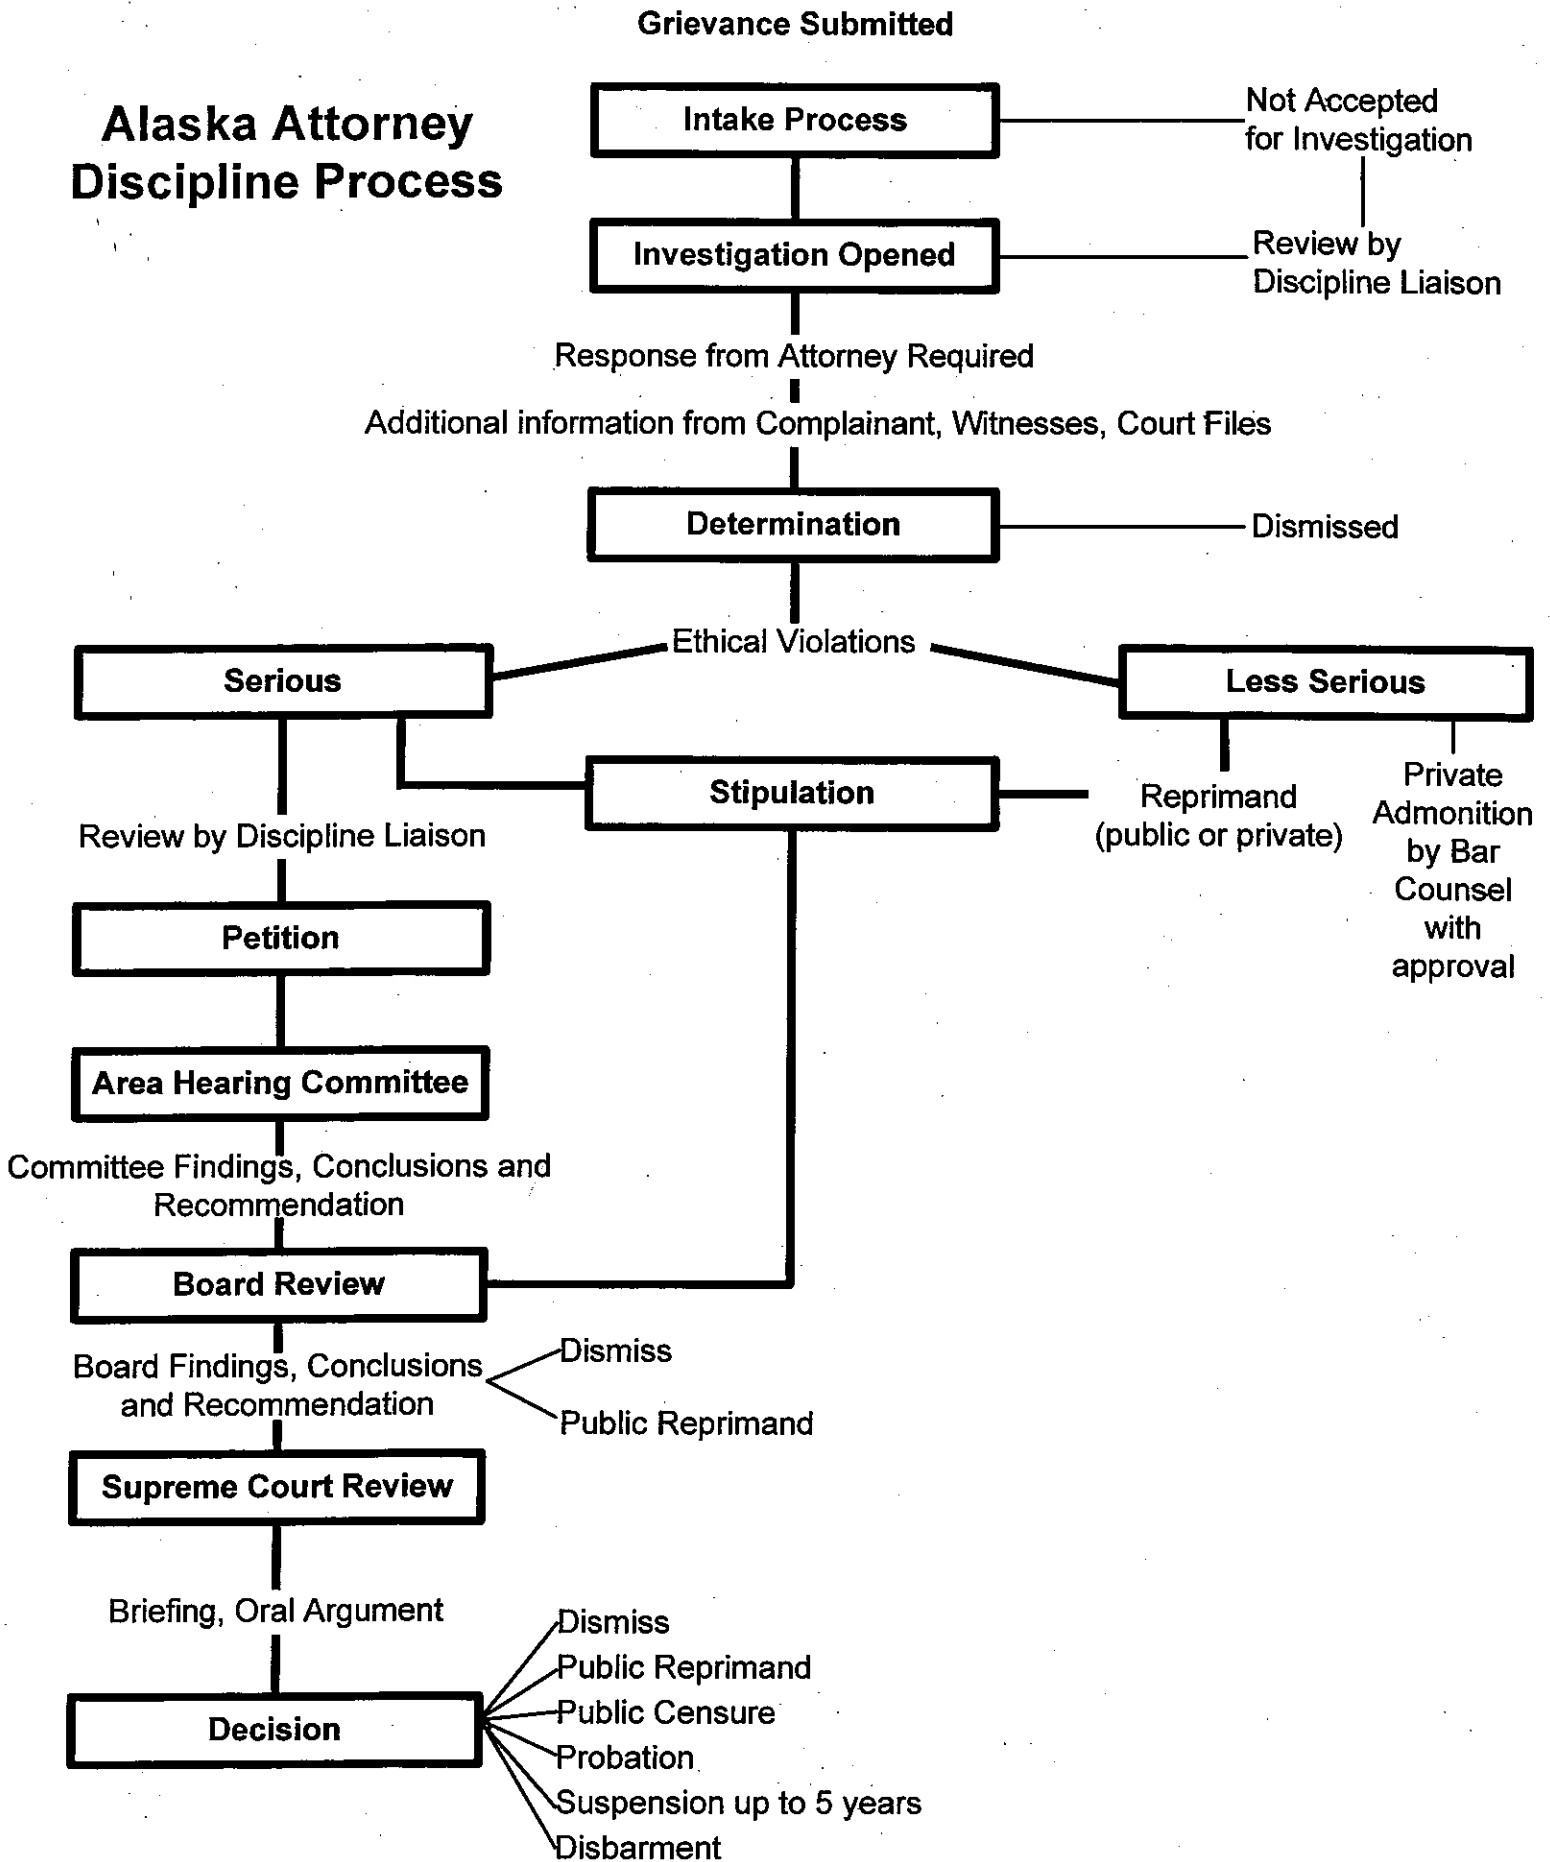 Grievance Submitted
Alaska Attorney
Discipline Process
Intake Process
Not Accepted
for Investigation
Investigation Opened
Review by
Discipline Liaison
Response from Attorney Required
Additional information from Complainant, Witnesses, Court Files
Determination
Dismissed
Ethical Violations
Serious
Less Serious
Stipulation
Reprimand
(public or private)
Private
Admonition
by Bar
Counsel
with
approval
Review by Discipline Liaison
Petition
Area Hearing Committee
Committee Findings, Conclusions and
Recommendation
Board Review
Board Findings, Conclusions
and Recommendation
Dismiss
Public Reprimand
Supreme Court Review
Briefing, Oral Argument
Decision
Dismiss
Public Reprimand
Public Censure
Probation
Suspension up to 5 years
Disbarment